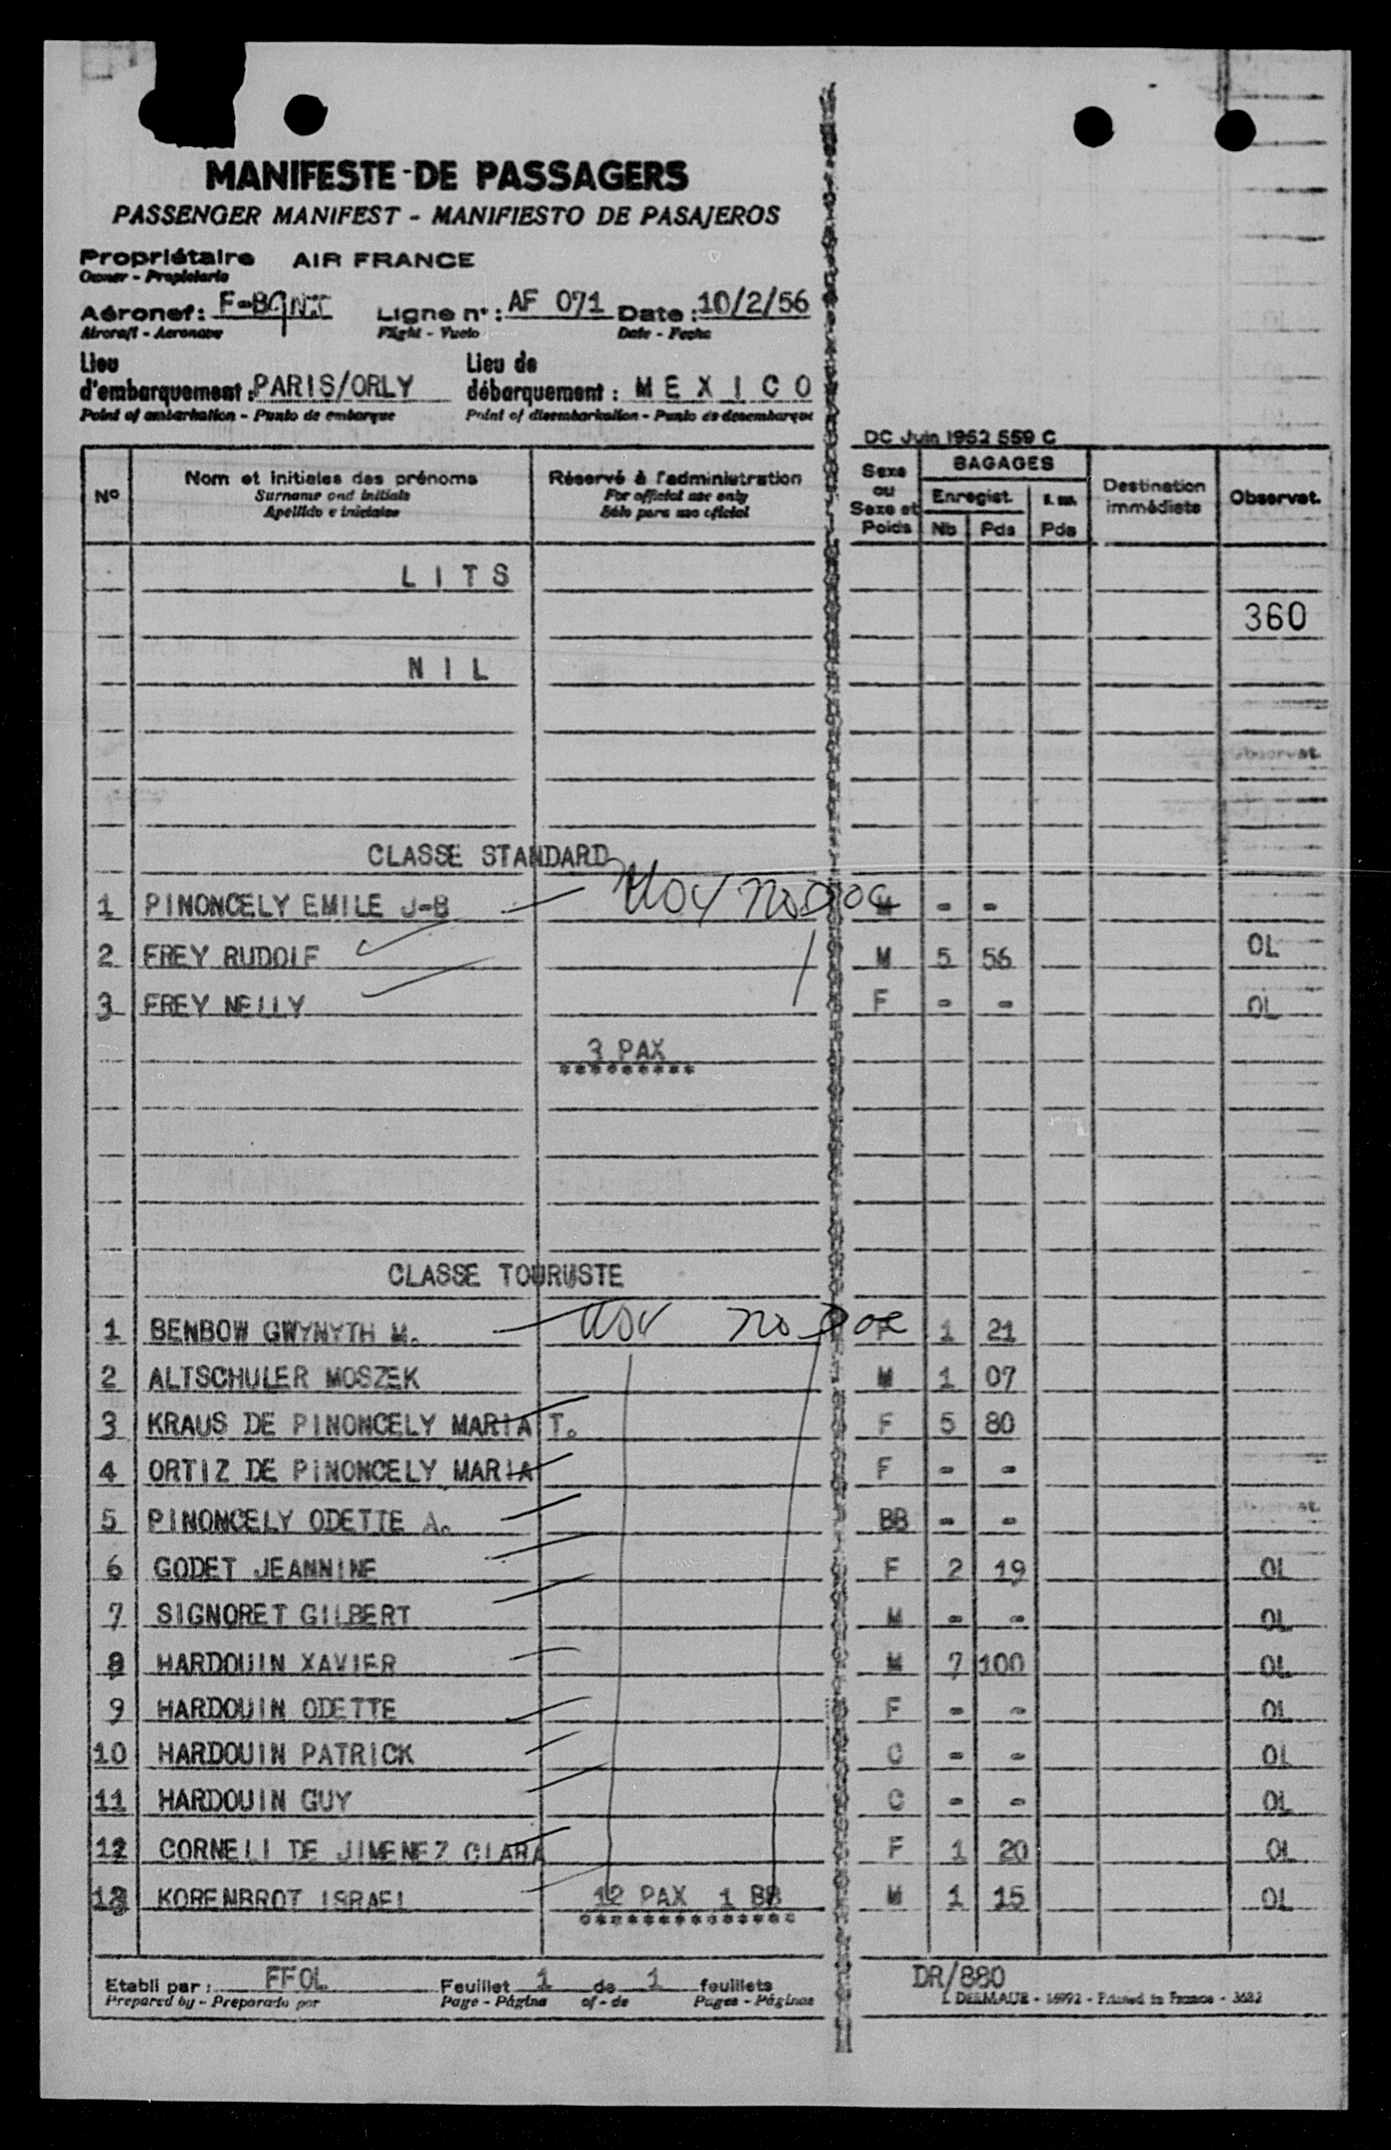 MANIFESTE DE PASSAGERS
PASSENGER MANIFEST - MANIFIESTO DE PASAJEROS
Propriétaire AIR FRANCE
Owner - Propietario
Aéronef: Ligne n°: AF 071 Date: 10/2/56
Aircraft - Aeronave Flight - Vuelo Date - Fecha
Lieu d'embarquement: PARIS/ORLY Lieu de débarquement: MEXICO
Point of embarkation - Punto de embarque Point of disembarkation - Punto de desembarque
DC Juin 1952 559 C
Nº Nom et initiales des prénoms Réservé à l'administration Sexe ou Sexe et Poids BAGAGES Destination immédiate Observat.
Surname and initials For official use only Enregist.
Apellido e iniciales Sólo para uso oficial Nb Pds Pds
LITS
360
NIL
CLASSE STANDARD
1 PINONCELY EMILE J-B no Doc M - -
2 FREY RUDOLF M 5 56 OL
3 FREY NELLY F - - OL
3 PAX
*********
CLASSE TOURUSTE
1 BENBOW GWYNYTH M. no Doc F 1 21
2 ALTSCHULER MOSZEK M 1 07
3 KRAUS DE PINONCELY MARIA T. F 5 80
4 ORTIZ DE PINONCELY MARIA F - -
5 PINONCELY ODETTE A. BB - -
6 GODET JEANNINE F 2 19 OL
7 SIGNORET GILBERT M - - OL
8 HARDOUIN XAVIER M 7 100 OL
9 HARDOUIN ODETTE F - - OL
10 HARDOUIN PATRICK C - - OL
11 HARDOUIN GUY C - - OL
12 CORNELI DE JIMENEZ CLARA F 1 20 OL
13 KORENBROT ISRAEL 12 PAX 1 BB M 1 15 OL
Etabli par: FFOL Feuillet 1 de 1 feuillets DR/880
Prepared by - Preparado por Page - Página of - de Pages - Páginas L. DELMAUR - 16992 - Printed in France - 3682